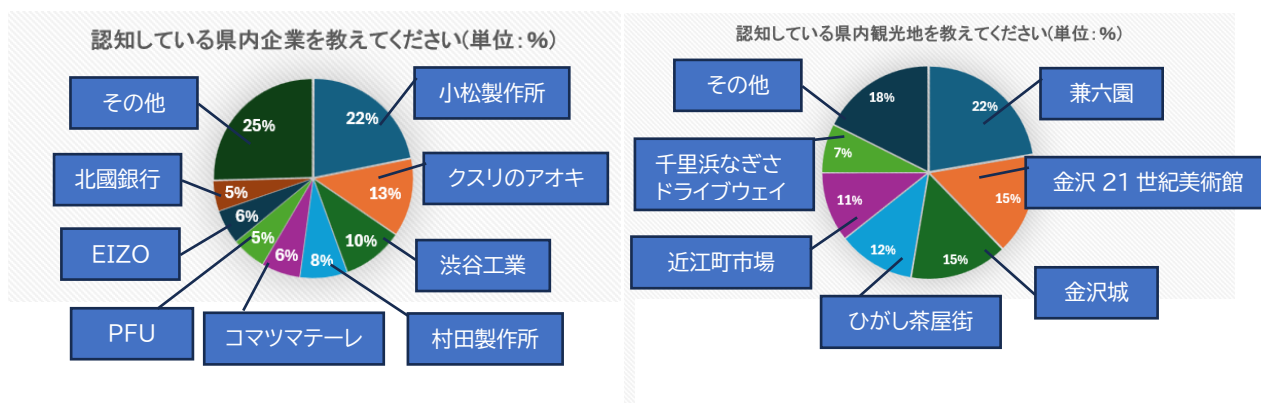 認知している県内企業を教えてください(単位:%)
その他
小松製作所
25%
22%
北國銀行
クスリのアオキ
5%
13%
EIZO
6%
渋谷工業
5%
10%
6%
8%
PFU
コマツマテーレ
村田製作所
認知している県内観光地を教えてください(単位:%)
その他
兼六園
18%
22%
千里浜なぎさ
ドライブウェイ
7%
金沢 21 世紀美術館
15%
11%
近江町市場
12%
15%
金沢城
ひがし茶屋街